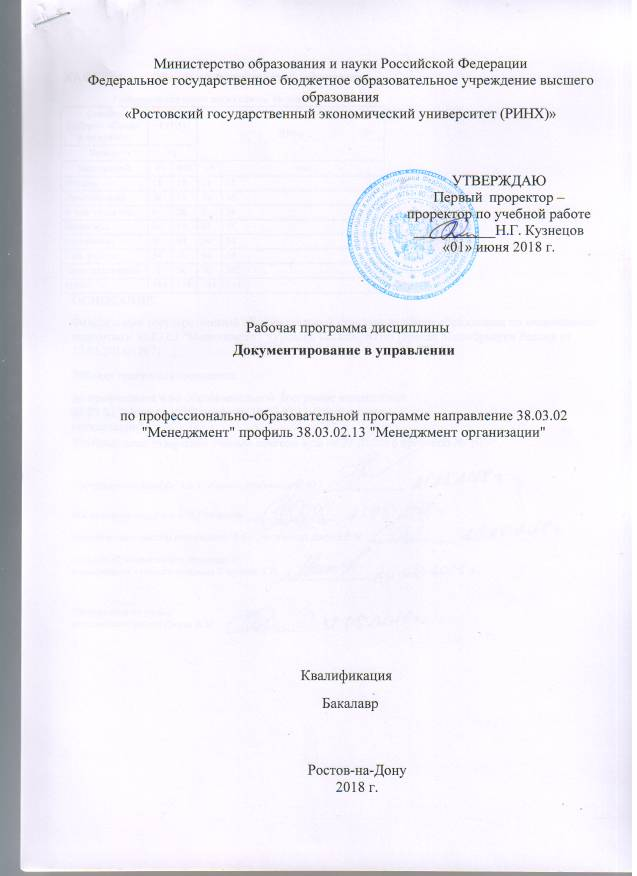 Министерство образования и науки Российской Федерации
Федеральное государственное бюджетное образовательное учреждение высшего
образования
«Ростовский государственный экономический университет (РИНХ)»
УТВЕРЖДАЮ
Первый проректор –
проректор по учебной работе
Н.Г. Кузнецов
«01» июня 2018 г.
Рабочая программа дисциплины
Документирование в управлении
по профессионально-образовательной программе направление 38.03.02
"Менеджмент" профиль 38.03.02.13 "Менеджмент организации"
Квалификация
Бакалавр
Ростов-на-Дону
2018 г.